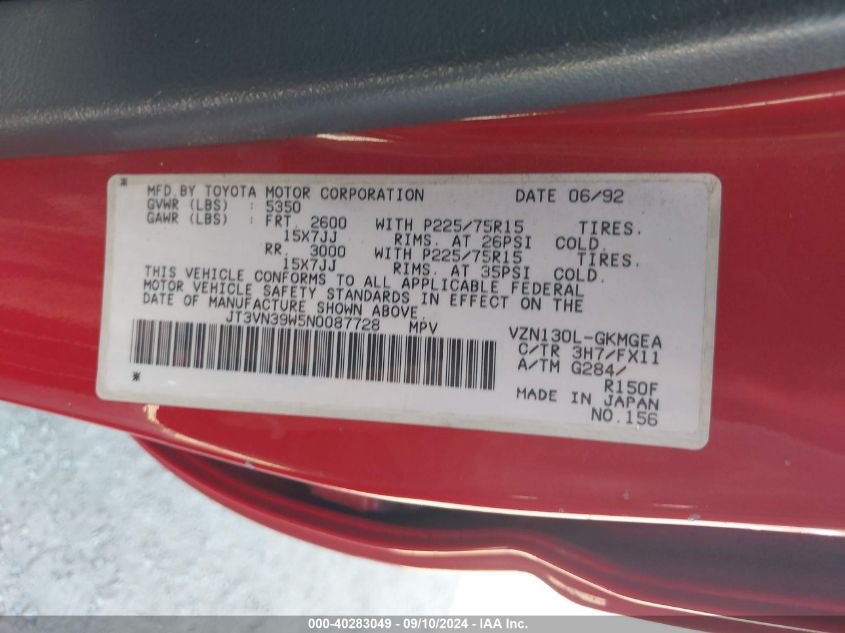 * MFD.BY TOYOTA MOTOR CORPORATION DATE 06/92
GVWR (LBS) : 5350
GAWR (LBS) : FRT. 2600 WITH P225/75R15 TIRES.
15X7JJ RIMS. AT 26PSI COLD.
RR. 3000 WITH P225/75R15 TIRES.
15X7JJ RIMS. AT 35PSI COLD.
THIS VEHICLE CONFORMS TO ALL APPLICABLE FEDERAL
MOTOR VEHICLE SAFETY STANDARDS IN EFFECT ON THE
DATE OF MANUFACTURE SHOWN ABOVE.
JT3VN39W5N0087728 MPV VZN130L-GKMGEA
C/TR 3H7/FX11
A/TM G284/
R150F
* MADE IN JAPAN
NO.156
000-40283049 - 09/10/2024 - IAA Inc.